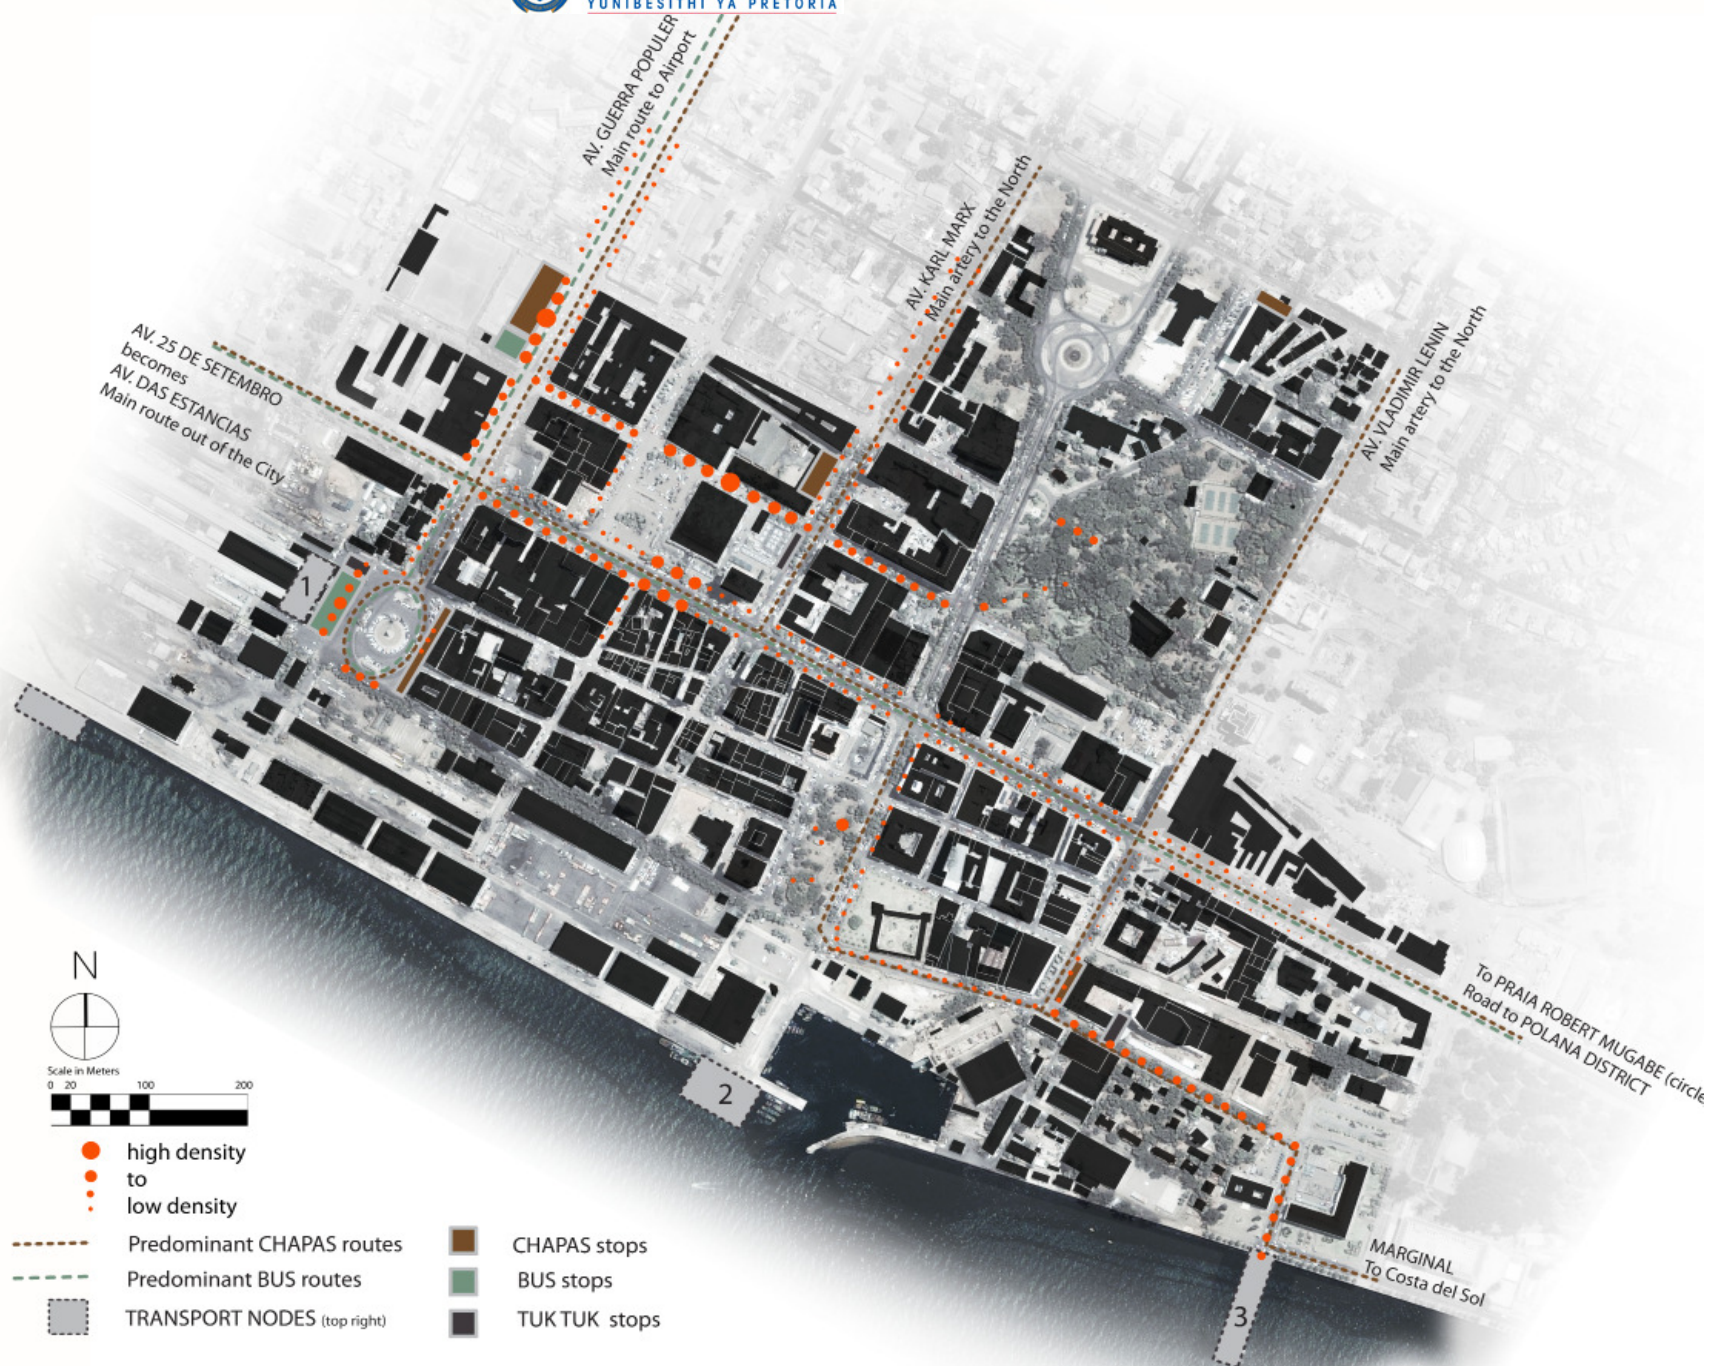 YUNIBESITHI YA PRETORIA
AV. GUERRA POPULER
Main route to Airport
AV. KARL MARX
Main artery to the North
AV. VLADIMIR LENIN
Main artery to the North
AV. 25 DE SETEMBRO
becomes
AV. DAS ESTANCIAS
Main route out of the City
1
2
3
To PRAIA ROBERT MUGABE (circle
Road to POLANA DISTRICT
MARGINAL
To Costa del Sol
N
Scale in Meters
0 20 100 200
high density
to
low density
Predominant CHAPAS routes
Predominant BUS routes
TRANSPORT NODES (top right)
CHAPAS stops
BUS stops
TUK TUK stops